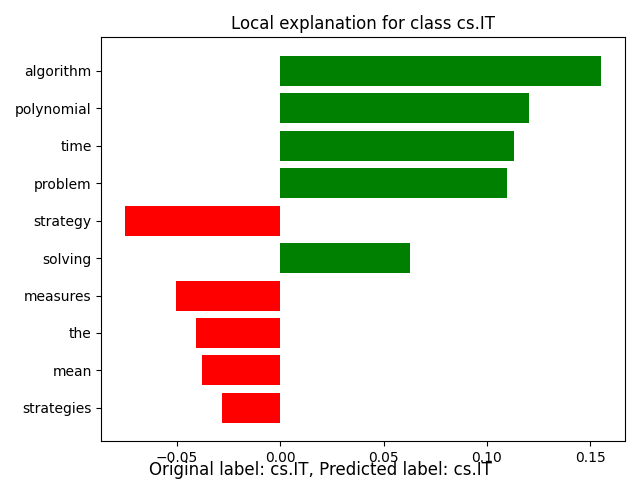 Local explanation for class cs.IT
algorithm
polynomial
time
problem
strategy
solving
measures
the
mean
strategies
−0.05 0.00 0.05 0.10 0.15
Original label: cs.IT, Predicted label: cs.IT